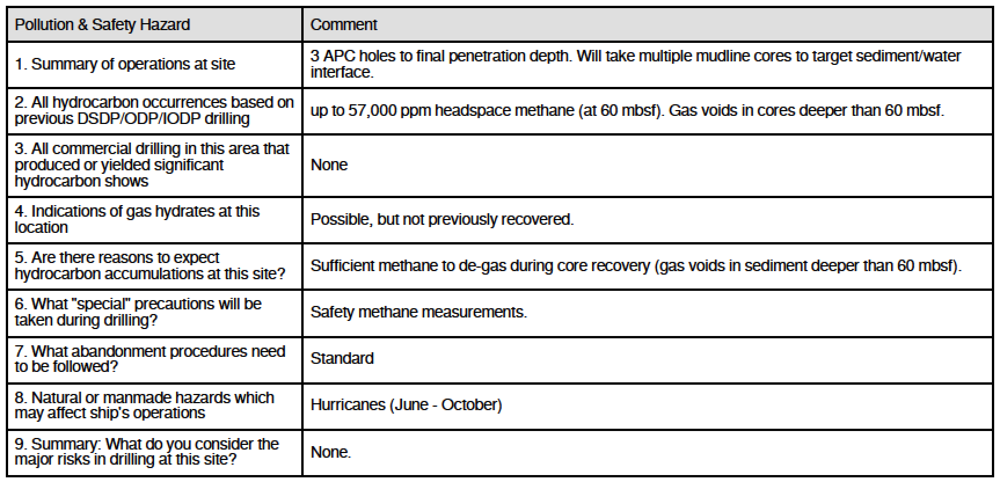 Pollution & Safety Hazard
Comment
1. Summary of operations at site
3 APC holes to final penetration depth. Will take multiple mudline cores to target sediment/water
interface.
2. All hydrocarbon occurrences based on
previous DSDP/ODP/IODP drilling
up to 57,000 ppm headspace methane (at 60 mbsf). Gas voids in cores deeper than 60 mbsf.
3. All commercial drilling in this area that
produced or yielded significant
hydrocarbon shows
None
4. Indications of gas hydrates at this
location
Possible, but not previously recovered.
5. Are there reasons to expect
hydrocarbon accumulations at this site?
Sufficient methane to de-gas during core recovery (gas voids in sediment deeper than 60 mbsf).
6. What "special" precautions will be
taken during drilling?
Safety methane measurements.
7. What abandonment procedures need
to be followed?
Standard
8. Natural or manmade hazards which
may affect ship's operations
Hurricanes (June - October)
9. Summary: What do you consider the
major risks in drilling at this site?
None.